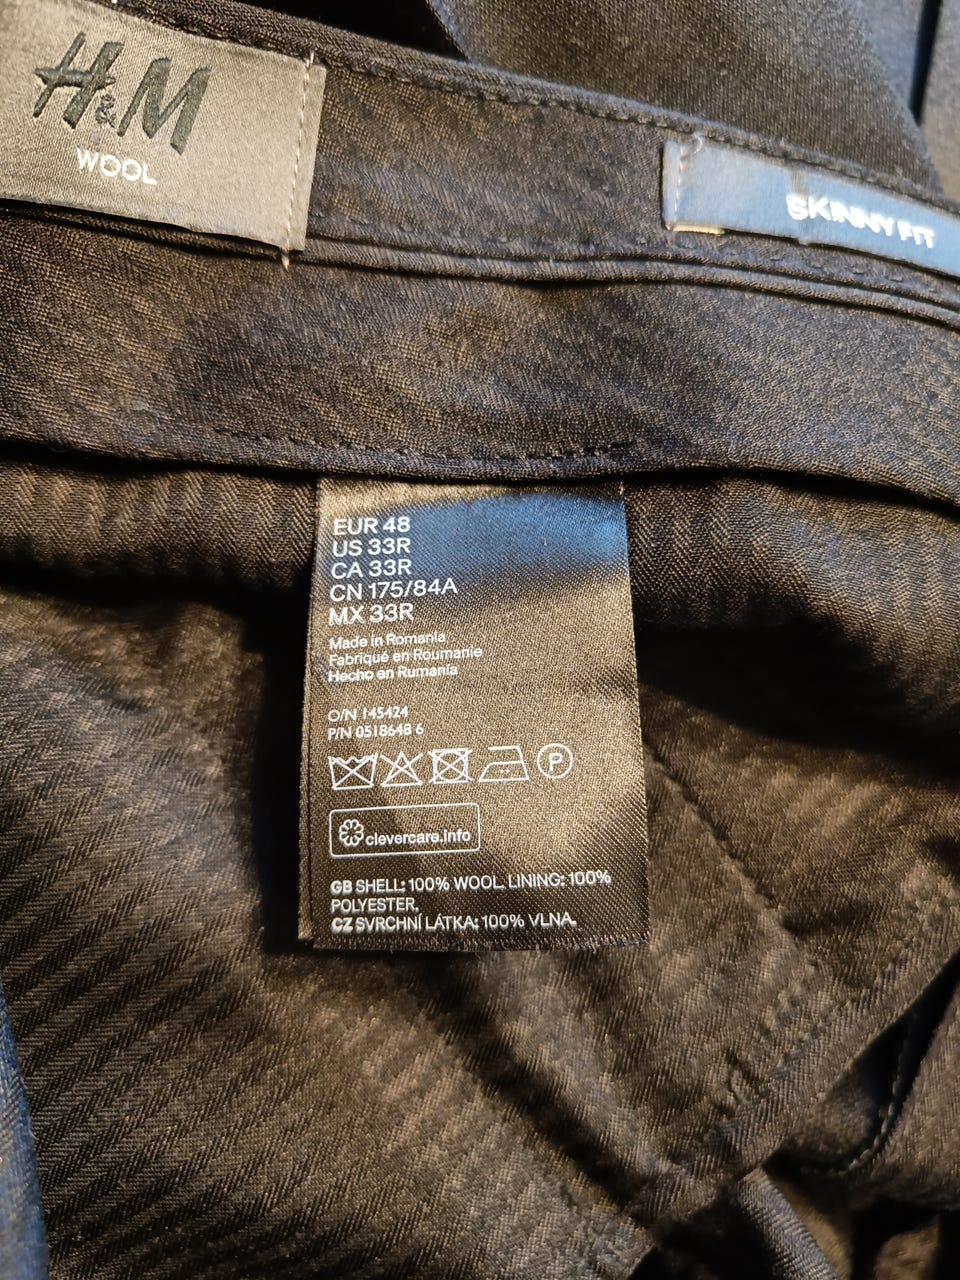 H&M
WOOL
SKINNY FIT
EUR 48
US 33R
CA 33R
CN 175/84A
MX 33R
Made in Romania
Fabriqué en Roumanie
Hecho en Rumanía
O/N 145424
P/N 0518648 6
P
clevercare.info
GB SHELL: 100% WOOL. LINING: 100%
POLYESTER.
CZ SVRCHNÍ LÁTKA: 100% VLNA.